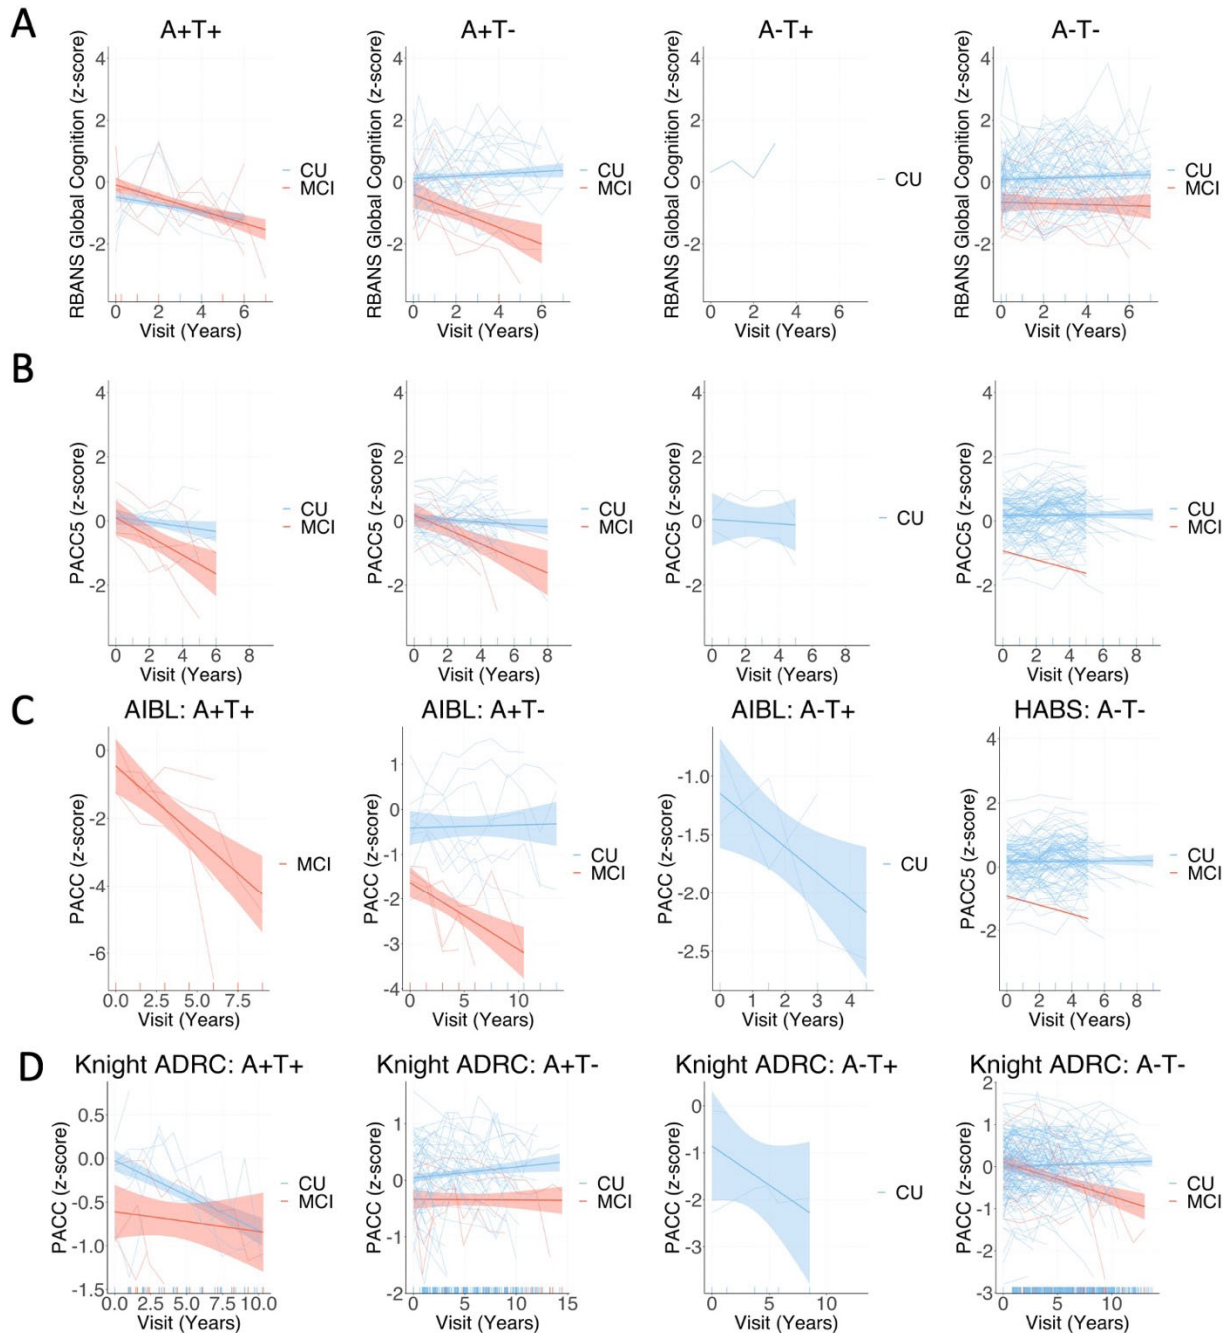 A
A+T+
A+T-
A-T+
A-T-
RBANS Global Cognition (z-score)
4
2
0
-2
0 2 4 6
Visit (Years)
CU
MCI
RBANS Global Cognition (z-score)
4
2
0
-2
0 2 4 6
Visit (Years)
CU
MCI
RBANS Global Cognition (z-score)
4
2
0
-2
0 2 4 6
Visit (Years)
CU
RBANS Global Cognition (z-score)
4
2
0
-2
0 2 4 6
Visit (Years)
CU
MCI
B
PACC5 (z-score)
4
2
0
-2
0 2 4 6 8
Visit (Years)
CU
MCI
PACC5 (z-score)
4
2
0
-2
0 2 4 6 8
Visit (Years)
CU
MCI
PACC5 (z-score)
4
2
0
-2
0 2 4 6 8
Visit (Years)
CU
PACC5 (z-score)
4
2
0
-2
0 2 4 6 8
Visit (Years)
CU
MCI
C
AIBL: A+T+
PACC (z-score)
0
-2
-4
-6
0.0 2.5 5.0 7.5
Visit (Years)
MCI
AIBL: A+T-
PACC (z-score)
1
0
-1
-2
-3
-4
0 5 10
Visit (Years)
CU
MCI
AIBL: A-T+
PACC (z-score)
-1.0
-1.5
-2.0
-2.5
0 1 2 3 4
Visit (Years)
CU
HABS: A-T-
PACC5 (z-score)
4
2
0
-2
0 2 4 6 8
Visit (Years)
CU
MCI
D
Knight ADRC: A+T+
PACC (z-score)
0.5
0.0
-0.5
-1.0
-1.5
0.0 2.5 5.0 7.5 10.0
Visit (Years)
CU
MCI
Knight ADRC: A+T-
PACC (z-score)
1
0
-1
-2
0 5 10 15
Visit (Years)
CU
MCI
Knight ADRC: A-T+
PACC (z-score)
0
-1
-2
-3
0 5 10
Visit (Years)
CU
Knight ADRC: A-T-
PACC (z-score)
2
1
0
-1
-2
-3
0 5 10
Visit (Years)
CU
MCI